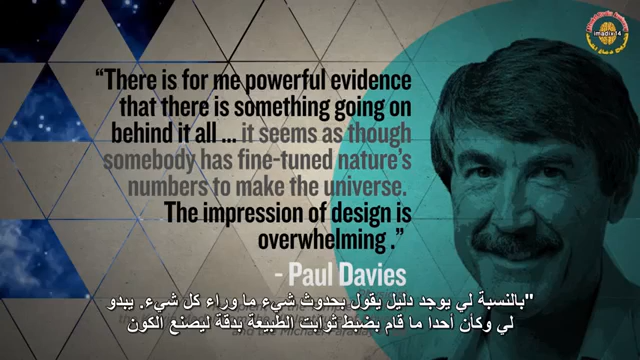 imadix 14
“There is for me powerful evidence
that there is something going on
behind it all ... it seems as though
somebody has fine-tuned nature’s
numbers to make the universe.
The impression of design is
overwhelming .”
- Paul Davies
"بالنسبة لي يوجد دليل يقول بحدوث شيء ما وراء كل شيء. يبدو
لي وكأن أحدا ما قام بضبط ثوابت الطبيعة بدقة ليصنع الكون